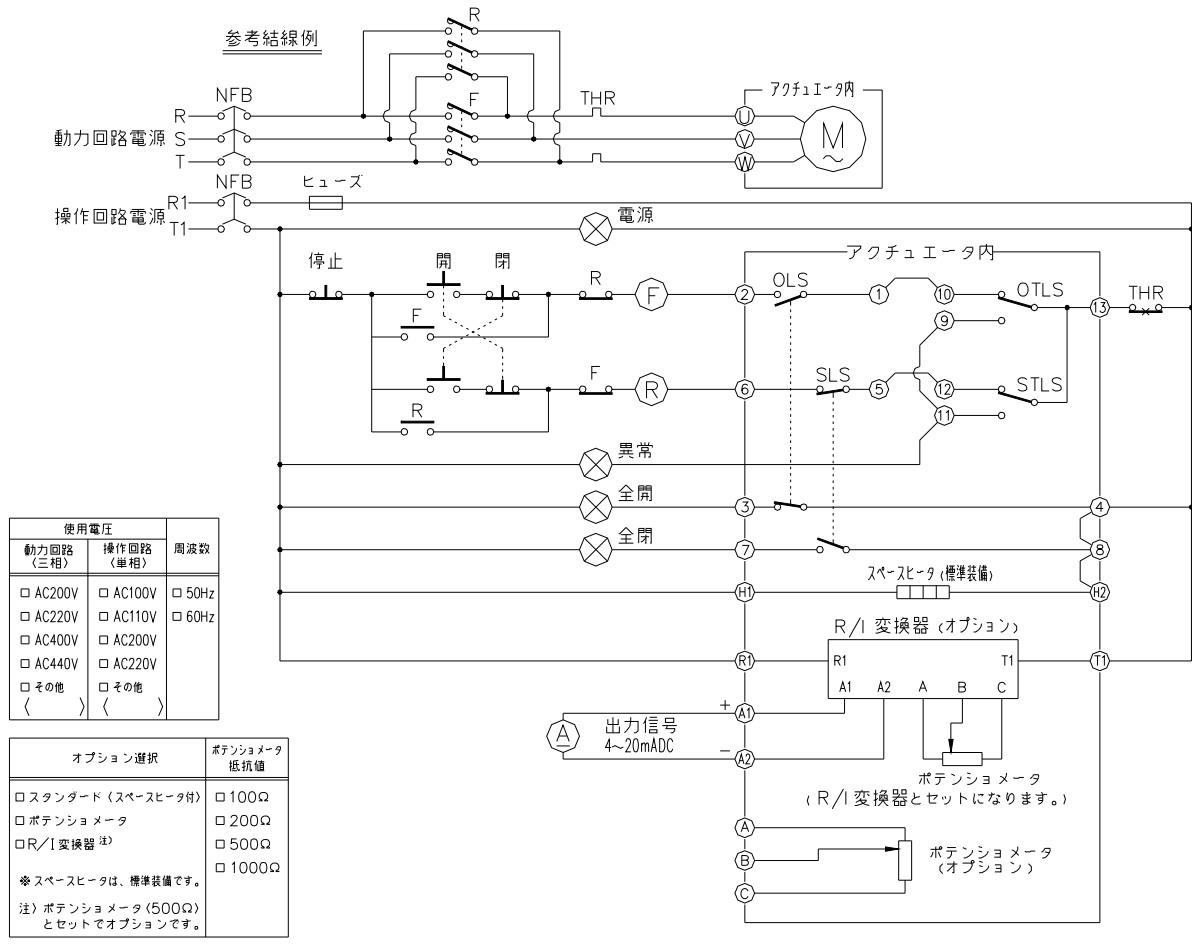 参考結線例
R
NFB
F
THR
アクチュエータ内
R
S
T
動力回路電源
U
V
W
M
NFB
ヒューズ
操作回路電源
R1
T1
電源
停止
開
閉
R
F
アクチュエータ内
2
OLS
1
10
OTLS
13
THR
F
9
F
R
6
SLS
5
12
STLS
R
11
異常
全開
3
4
全閉
7
8
スペースヒータ(標準装備)
H1
H2
R/I 変換器(オプション)
R1
R1
T1
T1
A1
A2
A
B
C
+
A1
A
出力信号
4~20mADC
−
A2
ポテンショメータ
(R/I変換器とセットになります。)
A
B
C
ポテンショメータ
(オプション)
使用電圧
周波数
動力回路
(三相)
操作回路
(単相)
□ AC200V □ AC100V □ 50Hz
□ AC220V □ AC110V □ 60Hz
□ AC400V □ AC200V
□ AC440V □ AC220V
□ その他 □ その他
( ) ( )
オプション選択
ポテンショメータ
抵抗値
□スタンダード(スペースヒータ付) □100Ω
□ポテンショメータ □200Ω
□R/I変換器 注) □500Ω
□1000Ω
※スペースヒータは、標準装備です。
注)ポテンショメータ(500Ω)
とセットでオプションです。